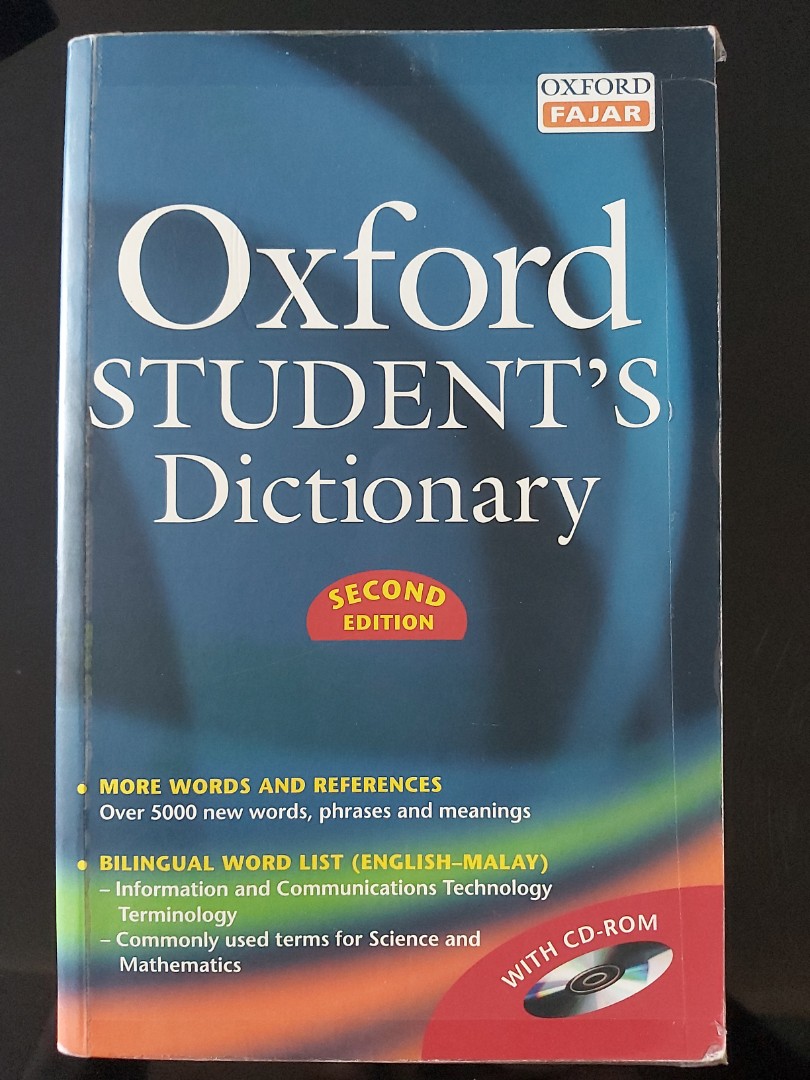 OXFORD
FAJAR
Oxford
STUDENT'S
Dictionary
SECOND
EDITION
• MORE WORDS AND REFERENCES
Over 5000 new words, phrases and meanings
• BILINGUAL WORD LIST (ENGLISH–MALAY)
– Information and Communications Technology
Terminology
– Commonly used terms for Science and
Mathematics
WITH CD-ROM